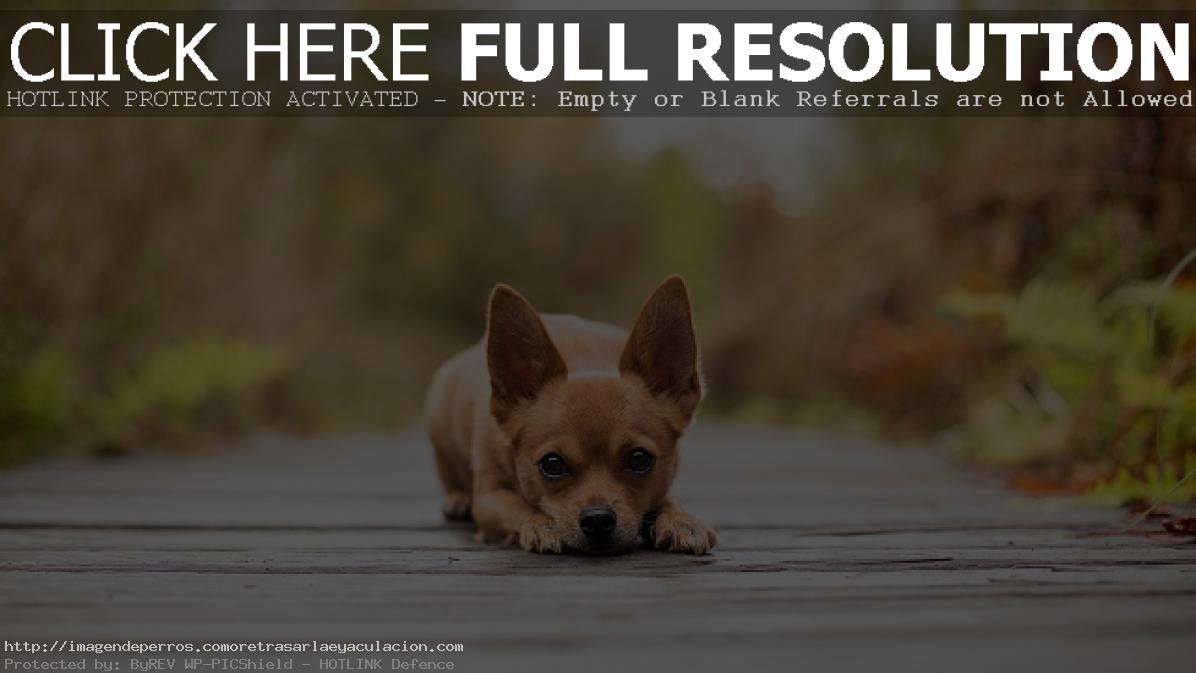 CLICK HERE FULL RESOLUTION
HOTLINK PROTECTION ACTIVATED – NOTE: Empty or Blank Referrals are not Allowed
http://imagendeperros.comoretrasarlaeyaculacion.com
Protected by: ByREV WP-PICShield – HOTLINK Defence